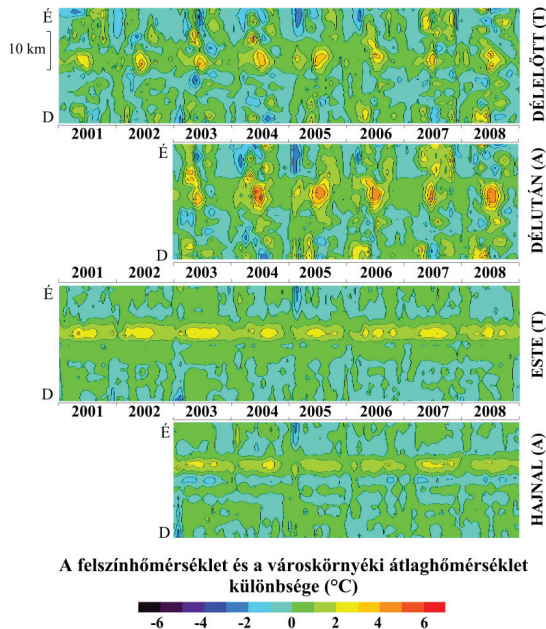 É
10 km
D
DÉLELŐTT (T)
2001 2002 2003 2004 2005 2006 2007 2008
É
D
DÉLUTÁN (A)
2001 2002 2003 2004 2005 2006 2007 2008
É
D
ESTE (T)
2001 2002 2003 2004 2005 2006 2007 2008
É
D
HAJNAL (A)
A felszínhőmérséklet és a városkörnyéki átlaghőmérséklet
különbsége (°C)
-6 -4 -2 0 2 4 6